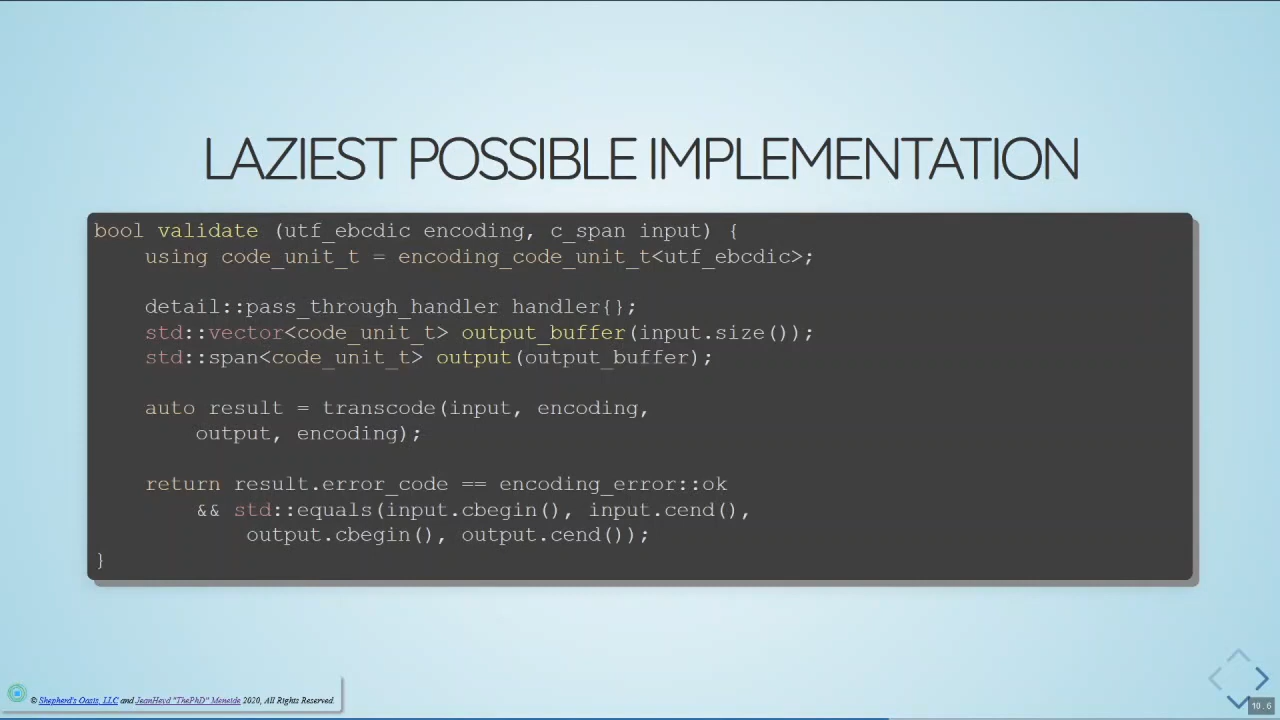 LAZIEST POSSIBLE IMPLEMENTATION
bool validate (utf_ebcdic encoding, c_span input) {
using code_unit_t = encoding_code_unit_t<utf_ebcdic>;
detail::pass_through_handler handler{};
std::vector<code_unit_t> output_buffer(input.size());
std::span<code_unit_t> output(output_buffer);
auto result = transcode(input, encoding,
output, encoding);
return result.error_code == encoding_error::ok
&& std::equals(input.cbegin(), input.cend(),
output.cbegin(), output.cend());
}
© Shepherd's Oasis, LLC and JeanHeyd "ThePhD" Meneide 2020, All Rights Reserved.
10.6